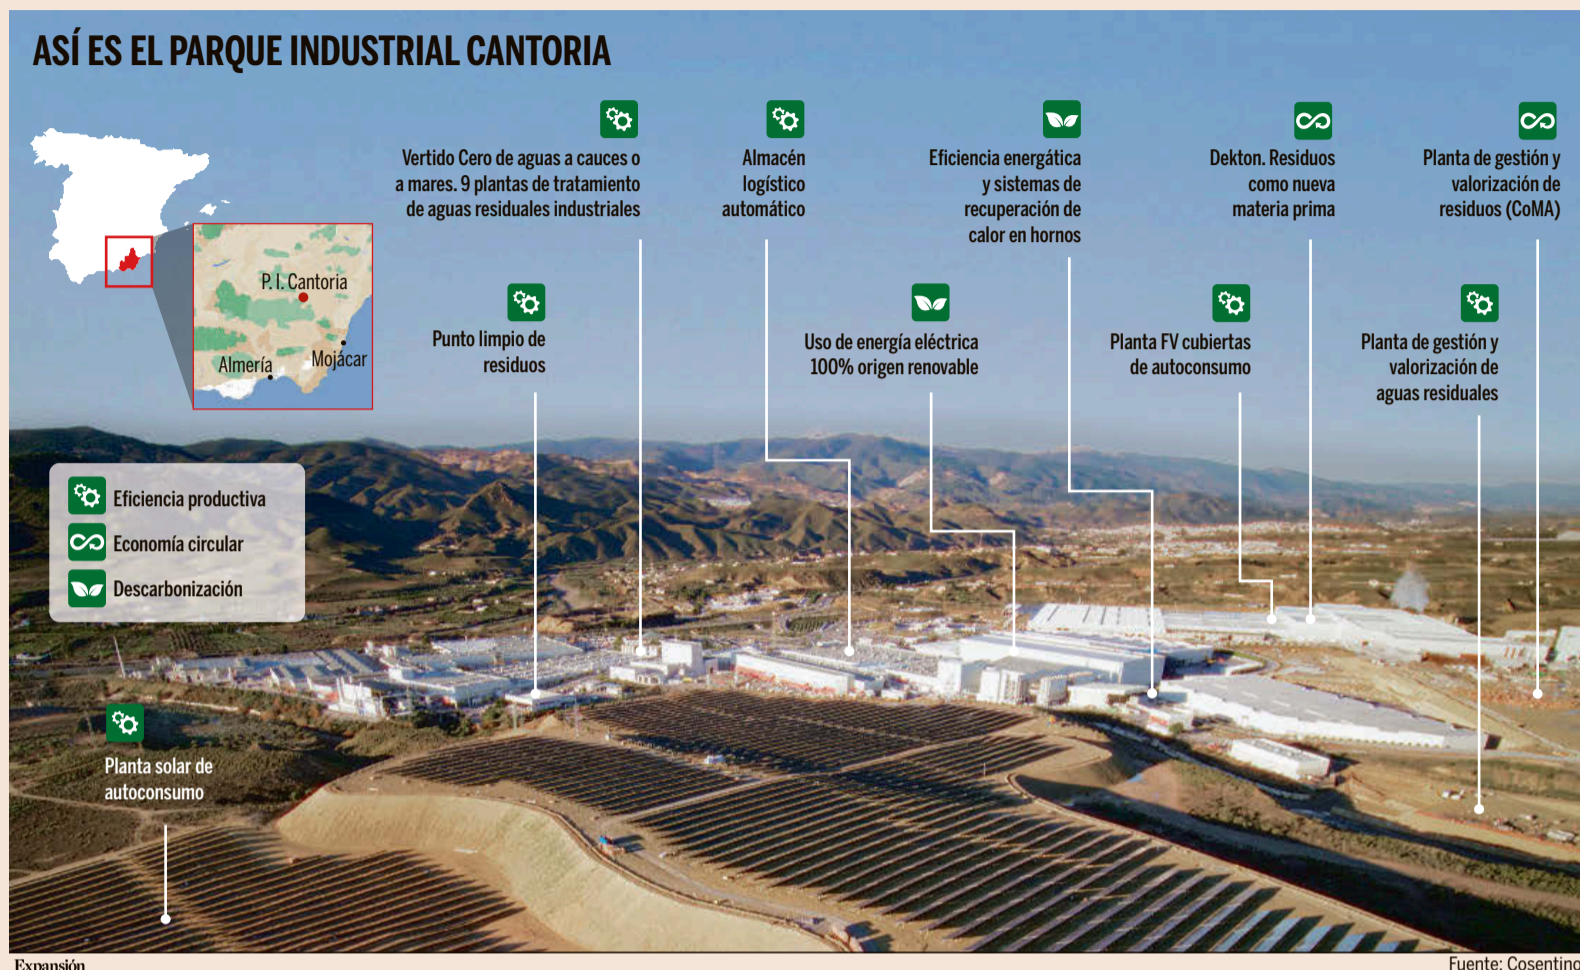 ASÍ ES EL PARQUE INDUSTRIAL CANTORIA
Vertido Cero de aguas a cauces o
a mares. 9 plantas de tratamiento
de aguas residuales industriales
Almacén
logístico
automático
Eficiencia energática
y sistemas de
recuperación de
calor en hornos
Dekton. Residuos
como nueva
materia prima
Planta de gestión y
valorización de
residuos (CoMA)
P. I. Cantoria
Almería
Mojácar
Punto limpio de
residuos
Uso de energía eléctrica
100% origen renovable
Planta FV cubiertas
de autoconsumo
Planta de gestión y
valorización de
aguas residuales
Eficiencia productiva
Economía circular
Descarbonización
Planta solar de
autoconsumo
Expansión
Fuente: Cosentino